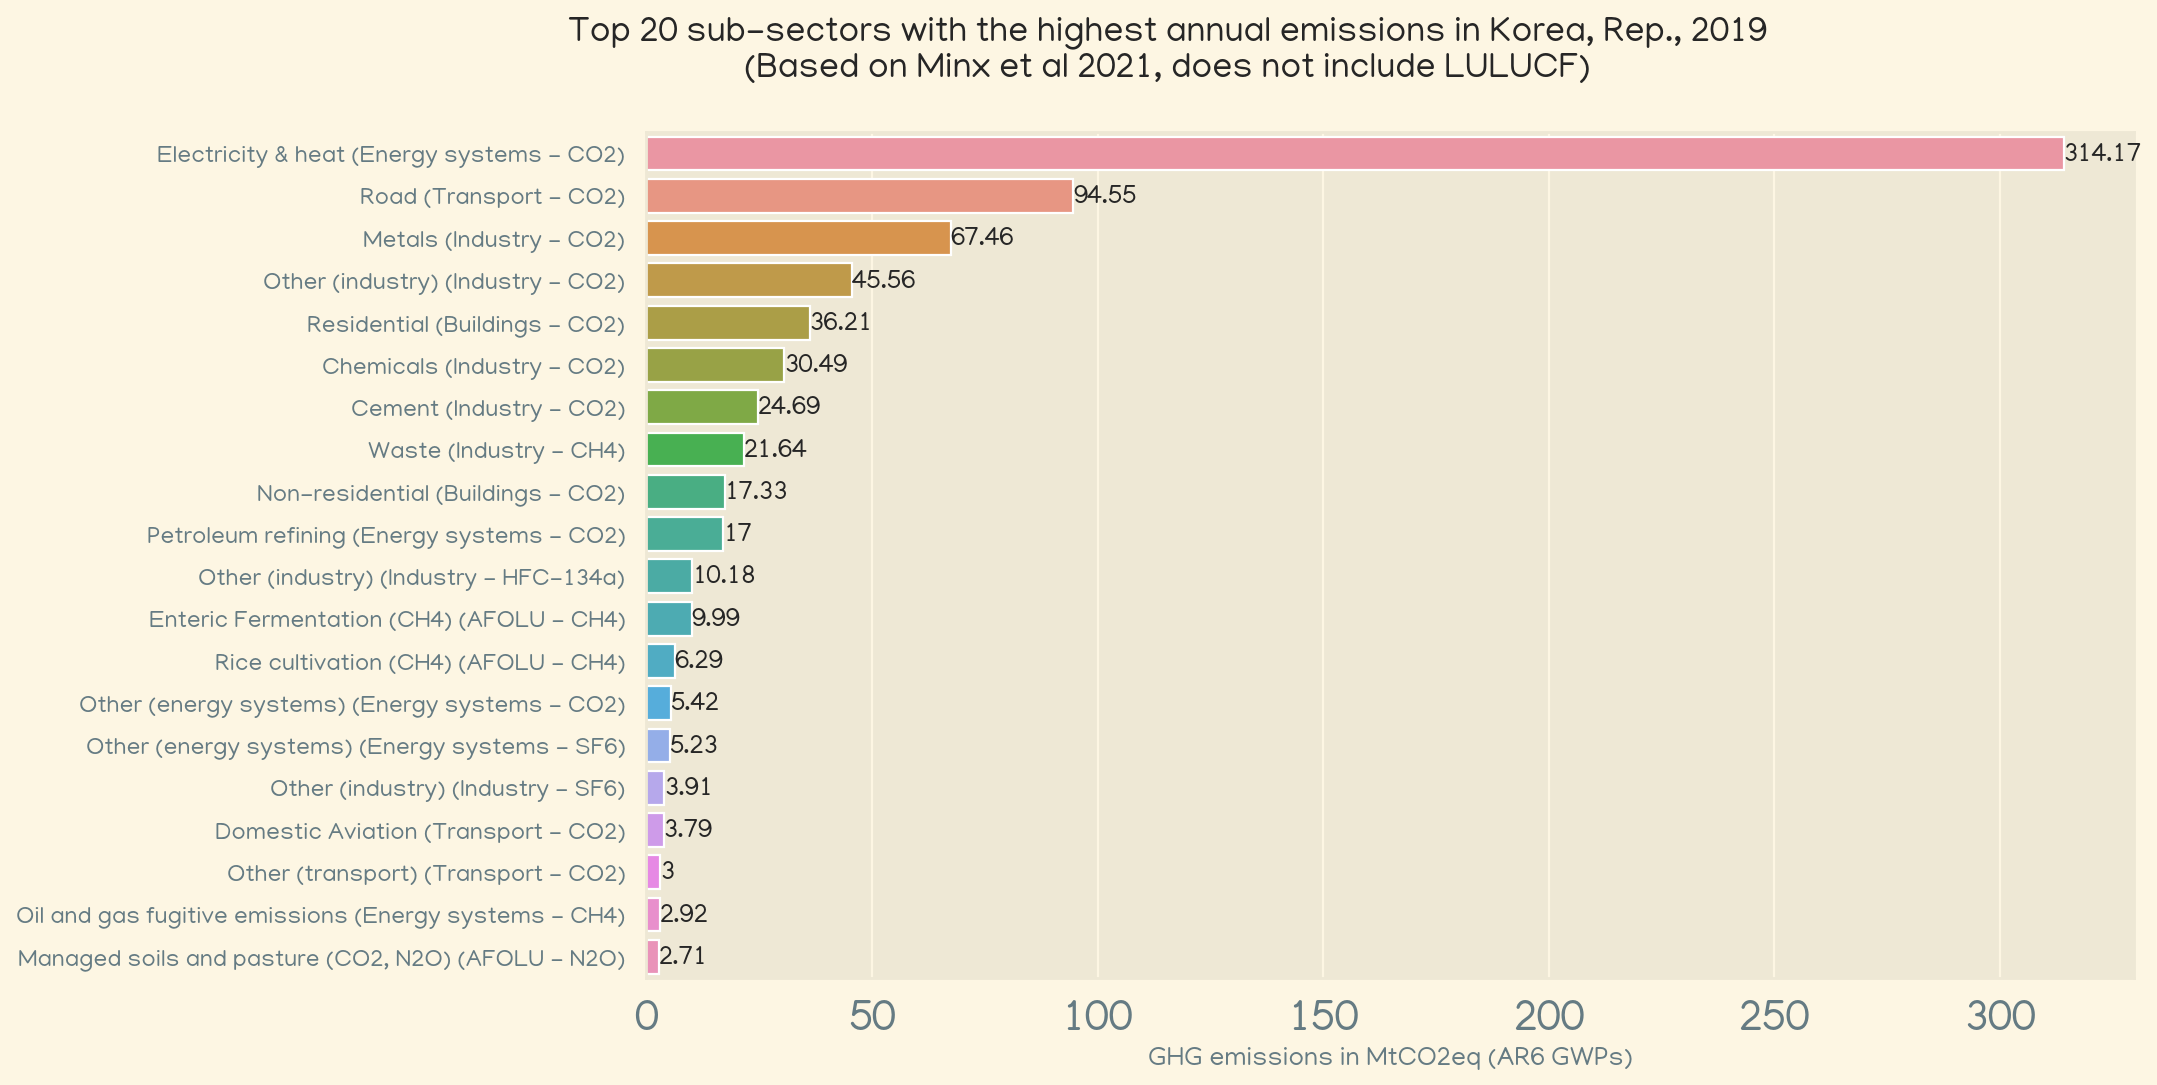 Top 20 sub-sectors with the highest annual emissions in Korea, Rep., 2019
(Based on Minx et al 2021, does not include LULUCF)
Electricity & heat (Energy systems - CO2) 314.17
Road (Transport - CO2) 94.55
Metals (Industry - CO2) 67.46
Other (industry) (Industry - CO2) 45.56
Residential (Buildings - CO2) 36.21
Chemicals (Industry - CO2) 30.49
Cement (Industry - CO2) 24.69
Waste (Industry - CH4) 21.64
Non-residential (Buildings - CO2) 17.33
Petroleum refining (Energy systems - CO2) 17
Other (industry) (Industry - HFC-134a) 10.18
Enteric Fermentation (CH4) (AFOLU - CH4) 9.99
Rice cultivation (CH4) (AFOLU - CH4) 6.29
Other (energy systems) (Energy systems - CO2) 5.42
Other (energy systems) (Energy systems - SF6) 5.23
Other (industry) (Industry - SF6) 3.91
Domestic Aviation (Transport - CO2) 3.79
Other (transport) (Transport - CO2) 3
Oil and gas fugitive emissions (Energy systems - CH4) 2.92
Managed soils and pasture (CO2, N2O) (AFOLU - N2O) 2.71
0 50 100 150 200 250 300
GHG emissions in MtCO2eq (AR6 GWPs)